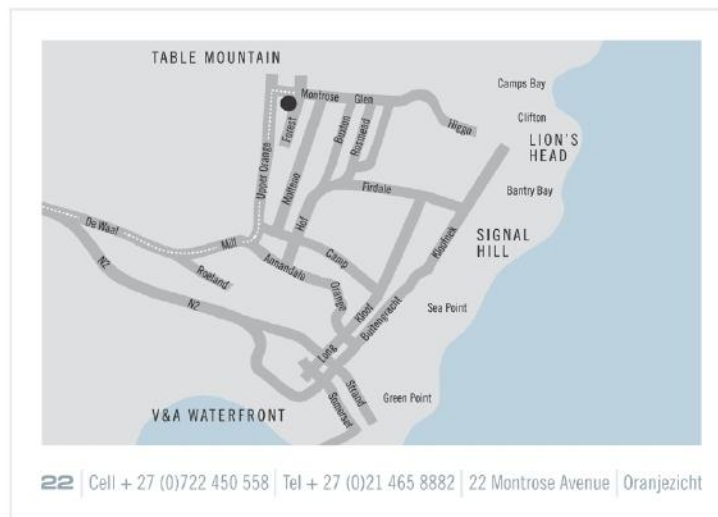 TABLE MOUNTAIN
Camps Bay
Montrose
Glen
Clifton
Forest
Buxton
Rosmead
Higgo
LION'S
HEAD
Upper Orange
Molteno
Firdale
Bantry Bay
De Waal
Hof
Mill
Kloofnek
SIGNAL
HILL
N2
Roeland
Annandale
Camp
Orange
N2
Kloof
Buitengracht
Sea Point
Long
Strand
Somerset
Green Point
V&A WATERFRONT
22 | Cell + 27 (0)722 450 558 | Tel + 27 (0)21 465 8882 | 22 Montrose Avenue | Oranjezicht